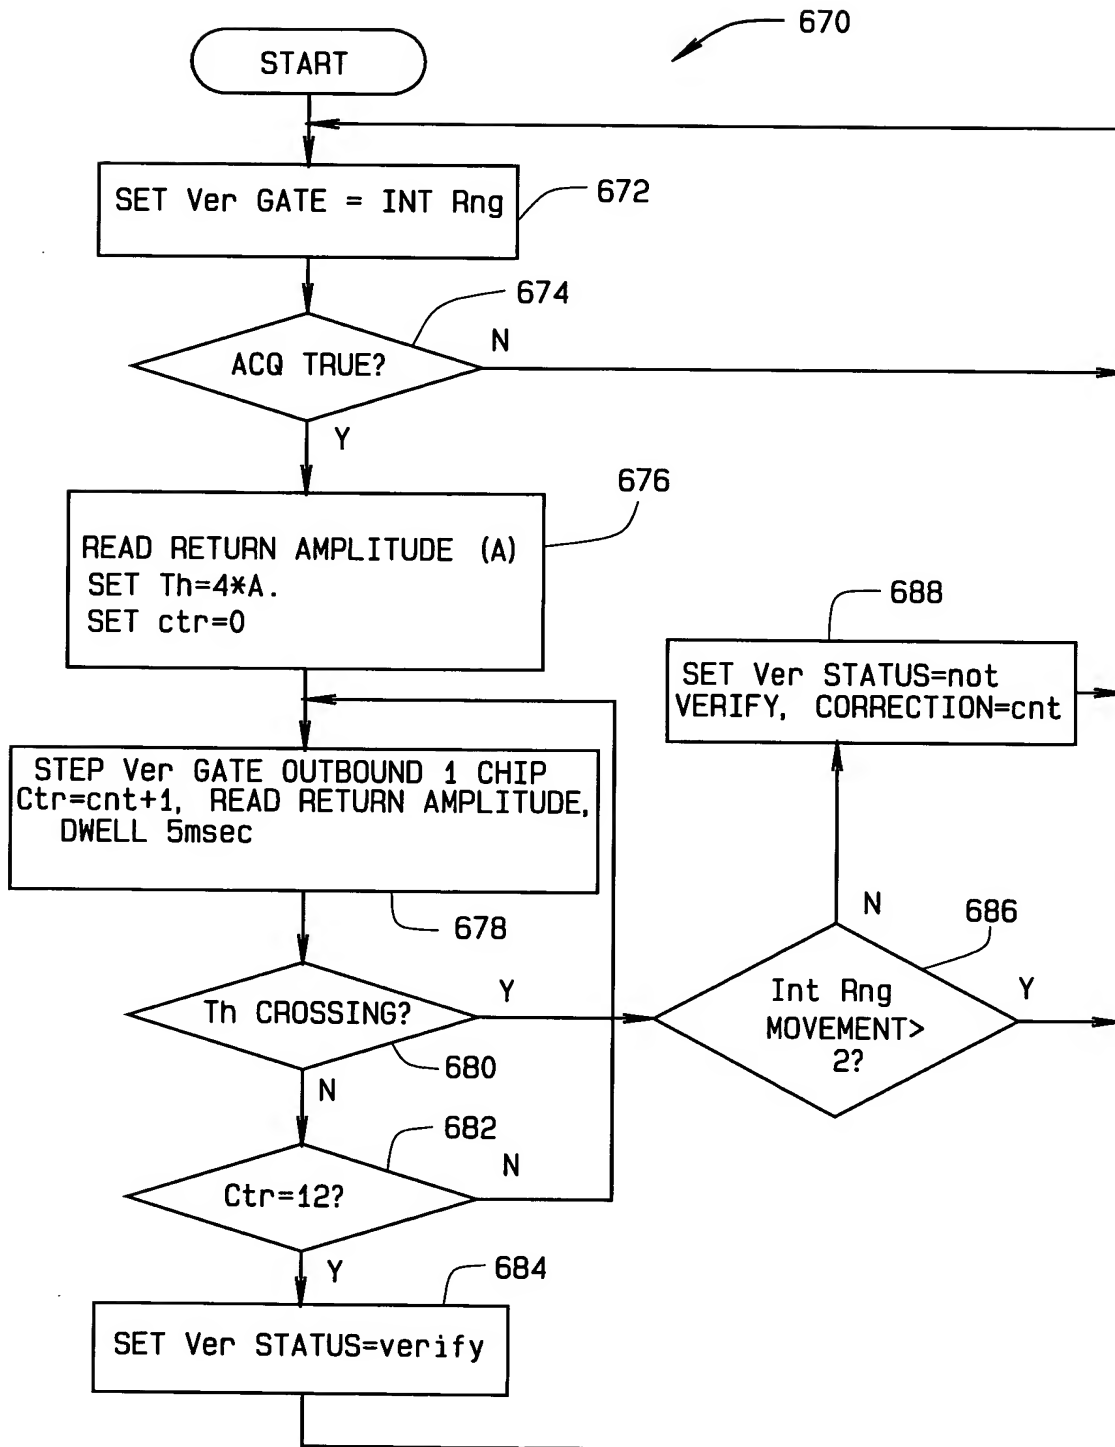 670
START
SET Ver GATE = INT Rng
672
674
ACQ TRUE?
N
Y
676
READ RETURN AMPLITUDE (A)
SET Th=4*A.
SET ctr=0
688
SET Ver STATUS=not
VERIFY, CORRECTION=cnt
STEP Ver GATE OUTBOUND 1 CHIP
Ctr=cnt+1, READ RETURN AMPLITUDE,
DWELL 5msec
678
Th CROSSING?
Y
680
N
N
686
Int Rng
MOVEMENT>
2?
Y
682
Ctr=12?
N
Y
684
SET Ver STATUS=verify